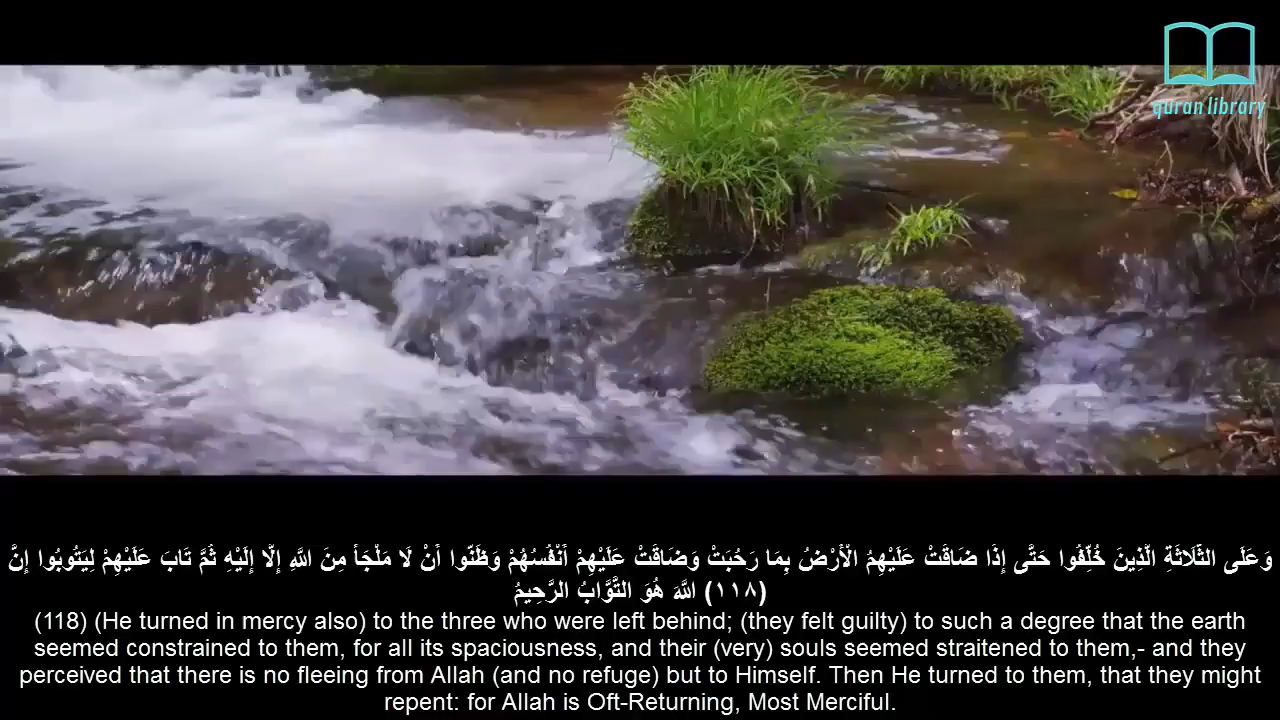 quran library
وَعَلَى الثَّلَاثَةِ الَّذِينَ خُلِّفُوا حَتَّى إِذَا ضَاقَتْ عَلَيْهِمُ الْأَرْضُ بِمَا رَحُبَتْ وَضَاقَتْ عَلَيْهِمْ أَنْفُسُهُمْ وَظَنُّوا أَنْ لَا مَلْجَأَ مِنَ اللَّهِ إِلَّا إِلَيْهِ ثُمَّ تَابَ عَلَيْهِمْ لِيَتُوبُوا إِنَّ
(١١٨) اللَّهَ هُوَ التَّوَّابُ الرَّحِيمُ
(118) (He turned in mercy also) to the three who were left behind; (they felt guilty) to such a degree that the earth
seemed constrained to them, for all its spaciousness, and their (very) souls seemed straitened to them,- and they
perceived that there is no fleeing from Allah (and no refuge) but to Himself. Then He turned to them, that they might
repent: for Allah is Oft-Returning, Most Merciful.